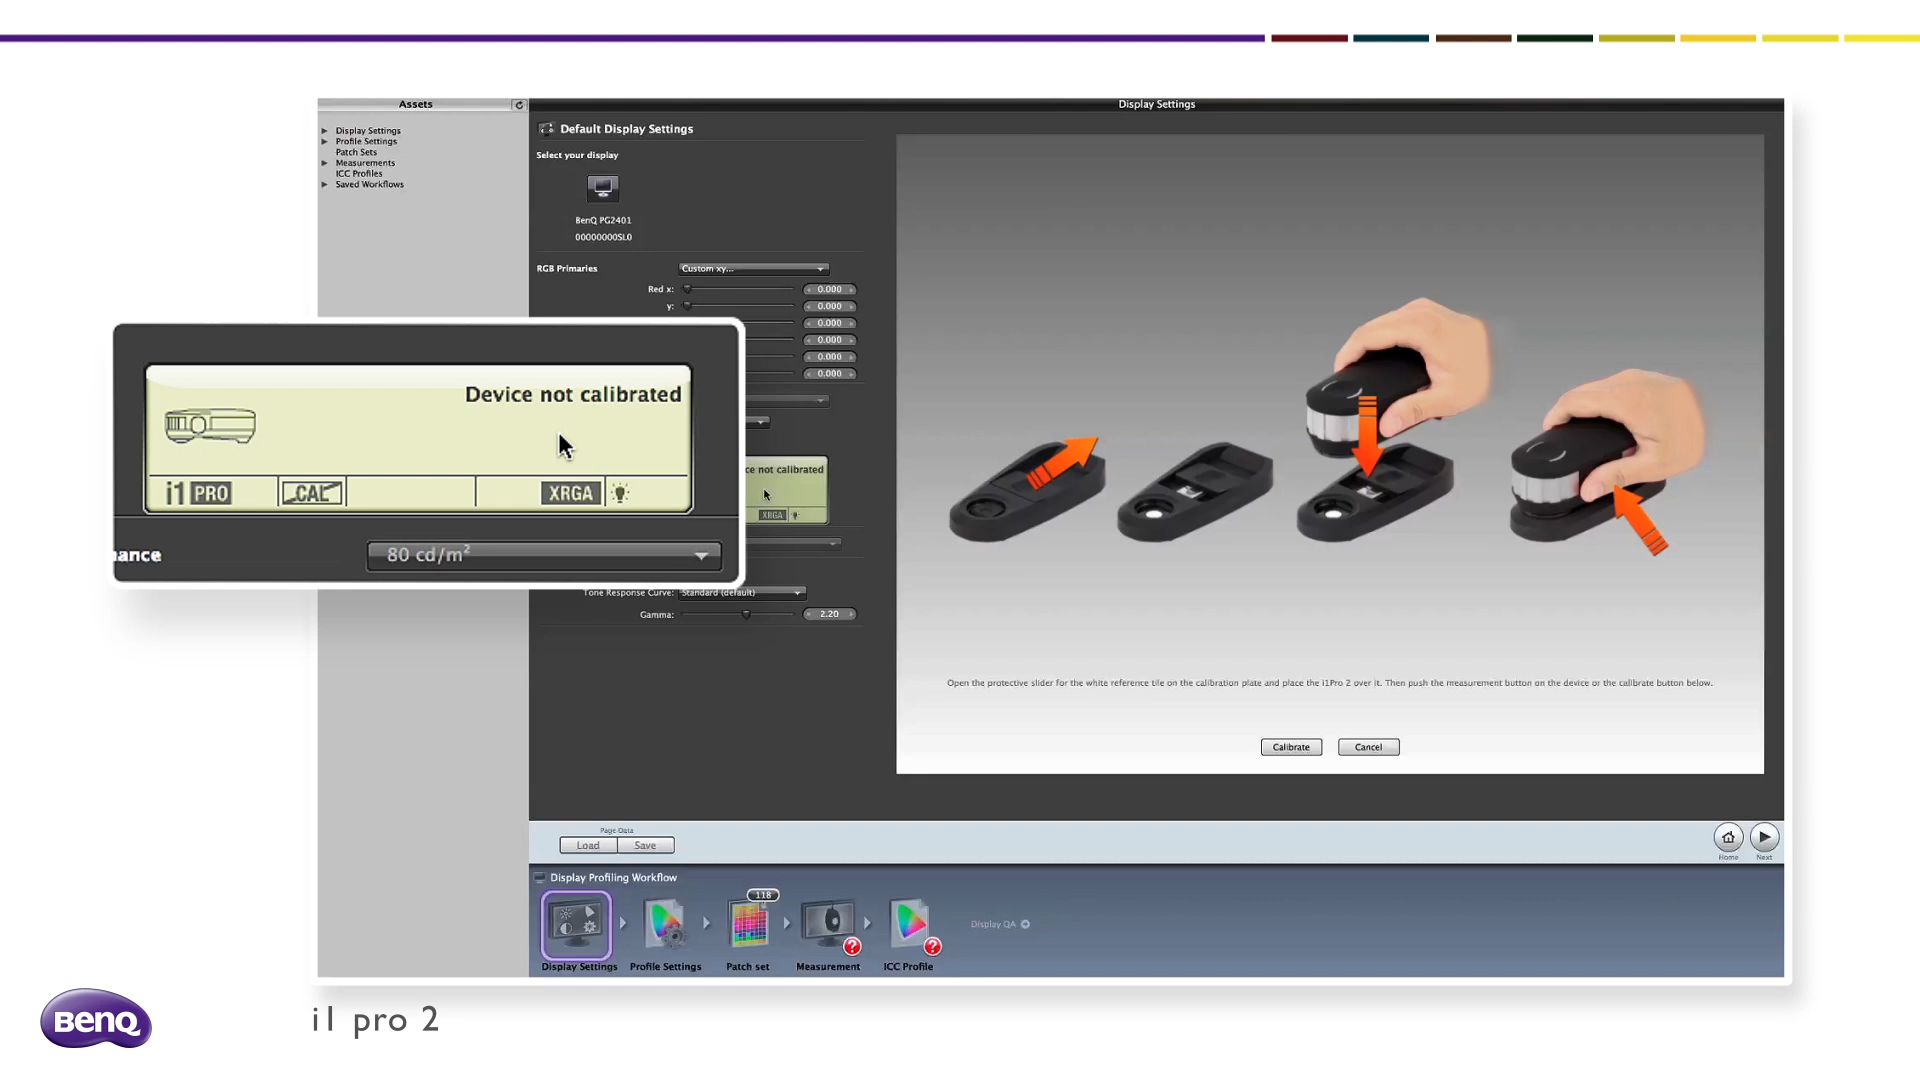 Assets
Display Settings
Display Settings
Profile Settings
Patch Sets
Measurements
ICC Profiles
Saved Workflows
Default Display Settings
Select your display
BenQ PG2401
00000000SL0
RGB Primaries
Custom xy...
Red x:
0.000
y:
0.000
0.000
0.000
0.000
0.000
Device not calibrated
i1 PRO
CAL
XRGA
ance
80 cd/m²
ce not calibrated
XRGA
Tone Response Curve:
Standard (default)
Gamma:
2.20
Open the protective slider for the white reference tile on the calibration plate and place the i1Pro 2 over it. Then push the measurement button on the device or the calibrate button below.
Calibrate
Cancel
Page Data
Load
Save
Home
Next
Display Profiling Workflow
118
Display QA
Display Settings
Profile Settings
Patch set
Measurement
ICC Profile
BenQ
i1 pro 2